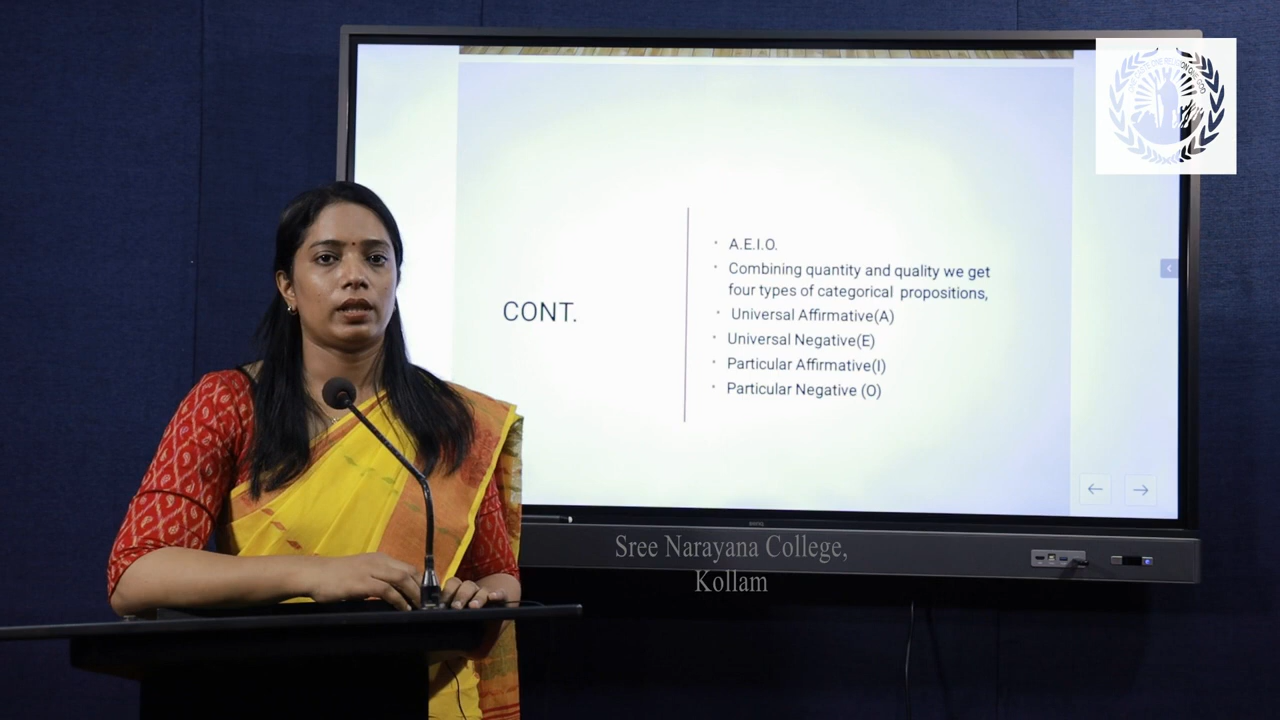 CONT.
A.E.I.O.
Combining quantity and quality we get
four types of categorical propositions,
Universal Affirmative(A)
Universal Negative(E)
Particular Affirmative(I)
Particular Negative (O)
Sree Narayana College,
Kollam